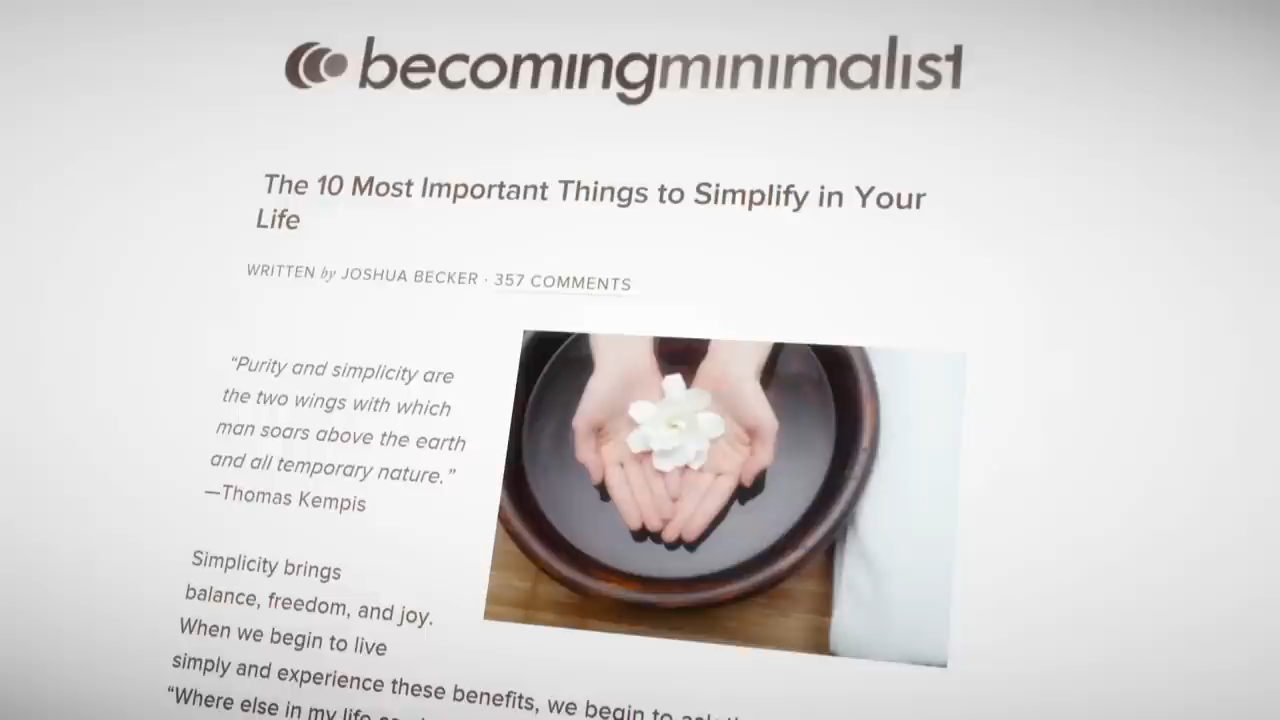 becomingminimalist
The 10 Most Important Things to Simplify in Your
Life
WRITTEN by JOSHUA BECKER · 357 COMMENTS
“Purity and simplicity are
the two wings with which
man soars above the earth
and all temporary nature.”
—Thomas Kempis
Simplicity brings
balance, freedom, and joy.
When we begin to live
simply and experience these benefits, we begin to
“Where else in my life